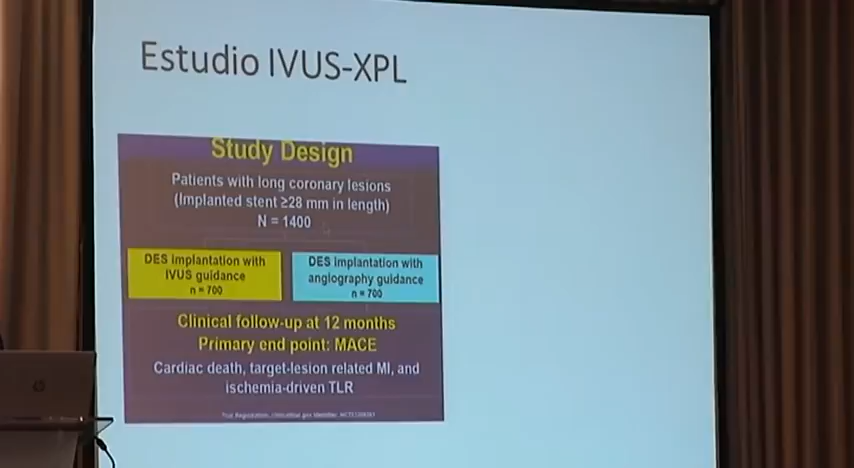 Estudio IVUS-XPL
Study Design
Patients with long coronary lesions
(Implanted stent ≥28 mm in length)
N = 1400
DES implantation with
IVUS guidance
n = 700
DES implantation with
angiography guidance
n = 700
Clinical follow-up at 12 months
Primary end point: MACE
Cardiac death, target-lesion related MI, and
ischemia-driven TLR